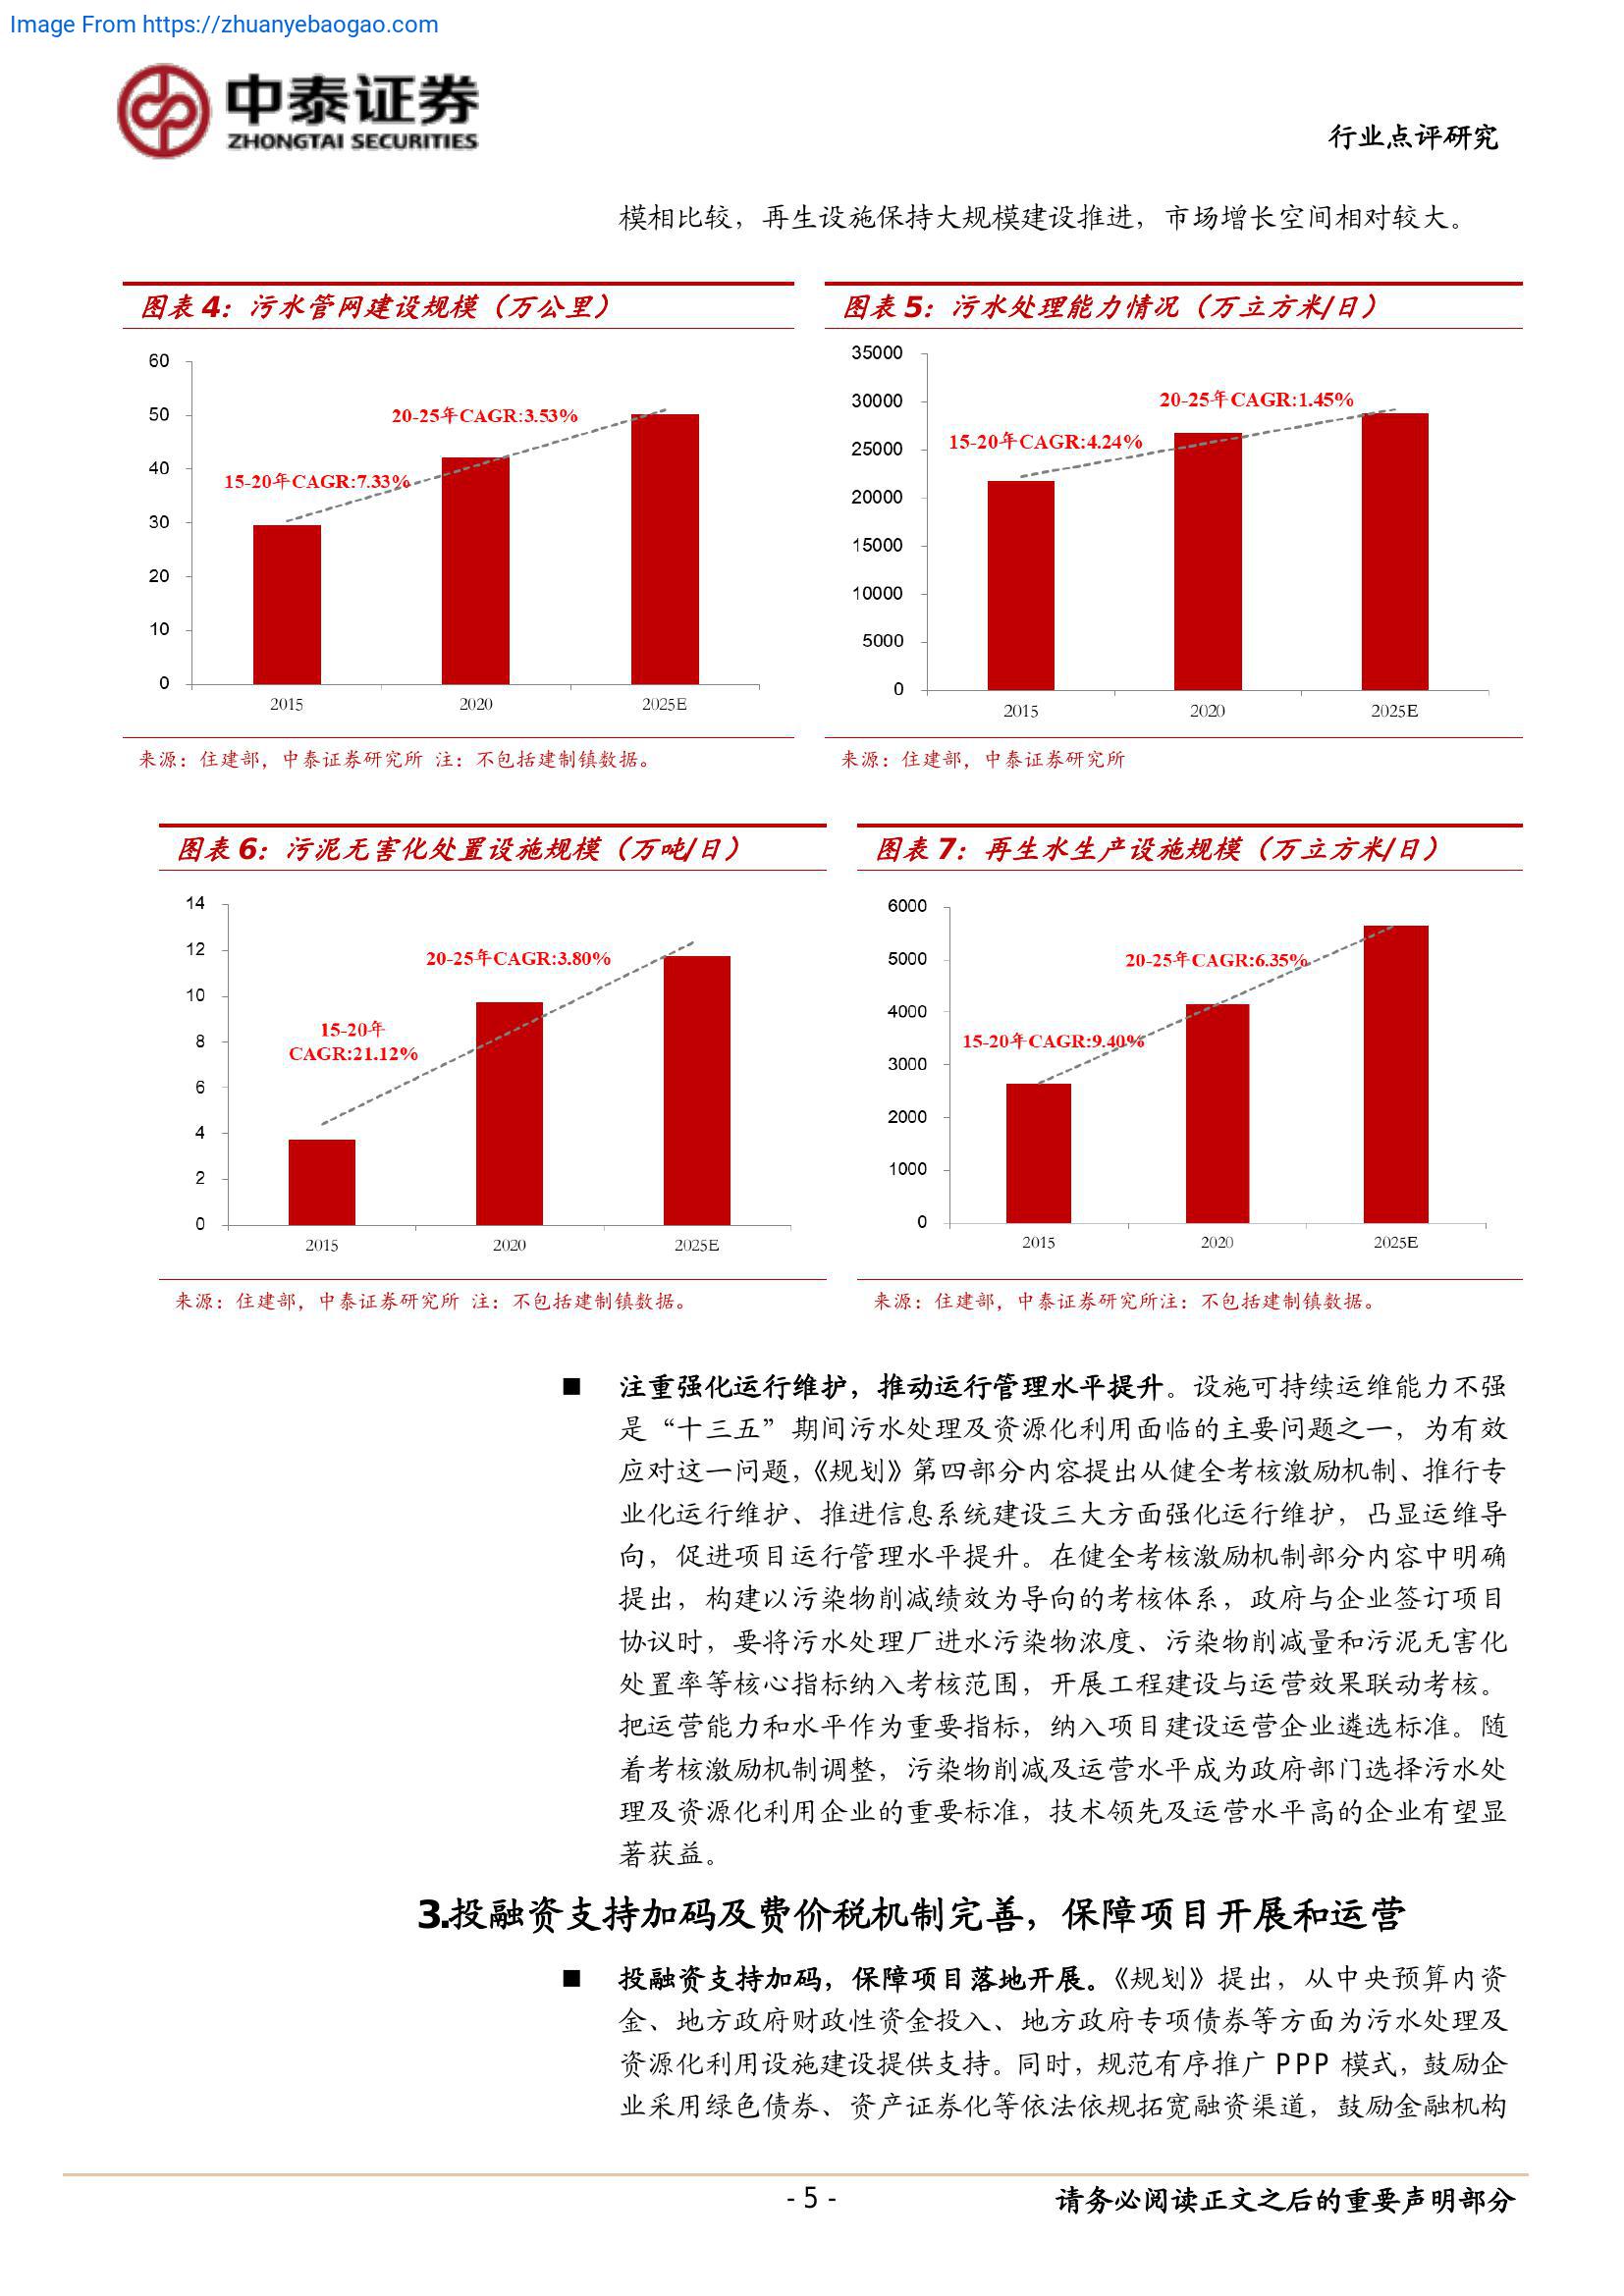 Image From https://zhuanyebaogao.com
中泰证券
ZHONGTAI SECURITIES
行业点评研究
模相比较，再生设施保持大规模建设推进，市场增长空间相对较大。
图表 4：污水管网建设规模（万公里）
60
50
40
30
20
10
0
15-20年CAGR:7.33%
20-25年CAGR:3.53%
2015
2020
2025E
来源：住建部，中泰证券研究所 注：不包括建制镇数据。
图表 5：污水处理能力情况（万立方米/日）
35000
30000
25000
20000
15000
10000
5000
0
15-20年CAGR:4.24%
20-25年CAGR:1.45%
2015
2020
2025E
来源：住建部，中泰证券研究所
图表 6：污泥无害化处置设施规模（万吨/日）
14
12
10
8
6
4
2
0
15-20年
CAGR:21.12%
20-25年CAGR:3.80%
2015
2020
2025E
来源：住建部，中泰证券研究所 注：不包括建制镇数据。
图表 7：再生水生产设施规模（万立方米/日）
6000
5000
4000
3000
2000
1000
0
15-20年CAGR:9.40%
20-25年CAGR:6.35%
2015
2020
2025E
来源：住建部，中泰证券研究所注：不包括建制镇数据。
■ 注重强化运行维护，推动运行管理水平提升。设施可持续运维能力不强
是“十三五”期间污水处理及资源化利用面临的主要问题之一，为有效
应对这一问题，《规划》第四部分内容提出从健全考核激励机制、推行专
业化运行维护、推进信息系统建设三大方面强化运行维护，凸显运维导
向，促进项目运行管理水平提升。在健全考核激励机制部分内容中明确
提出，构建以污染物削减绩效为导向的考核体系，政府与企业签订项目
协议时，要将污水处理厂进水污染物浓度、污染物削减量和污泥无害化
处置率等核心指标纳入考核范围，开展工程建设与运营效果联动考核。
把运营能力和水平作为重要指标，纳入项目建设运营企业遴选标准。随
着考核激励机制调整，污染物削减及运营水平成为政府部门选择污水处
理及资源化利用企业的重要标准，技术领先及运营水平高的企业有望显
著获益。
3.投融资支持加码及费价税机制完善，保障项目开展和运营
■ 投融资支持加码，保障项目落地开展。《规划》提出，从中央预算内资
金、地方政府财政性资金投入、地方政府专项债券等方面为污水处理及
资源化利用设施建设提供支持。同时，规范有序推广 PPP 模式，鼓励企
业采用绿色债券、资产证券化等依法依规拓宽融资渠道，鼓励金融机构
- 5 -
请务必阅读正文之后的重要声明部分